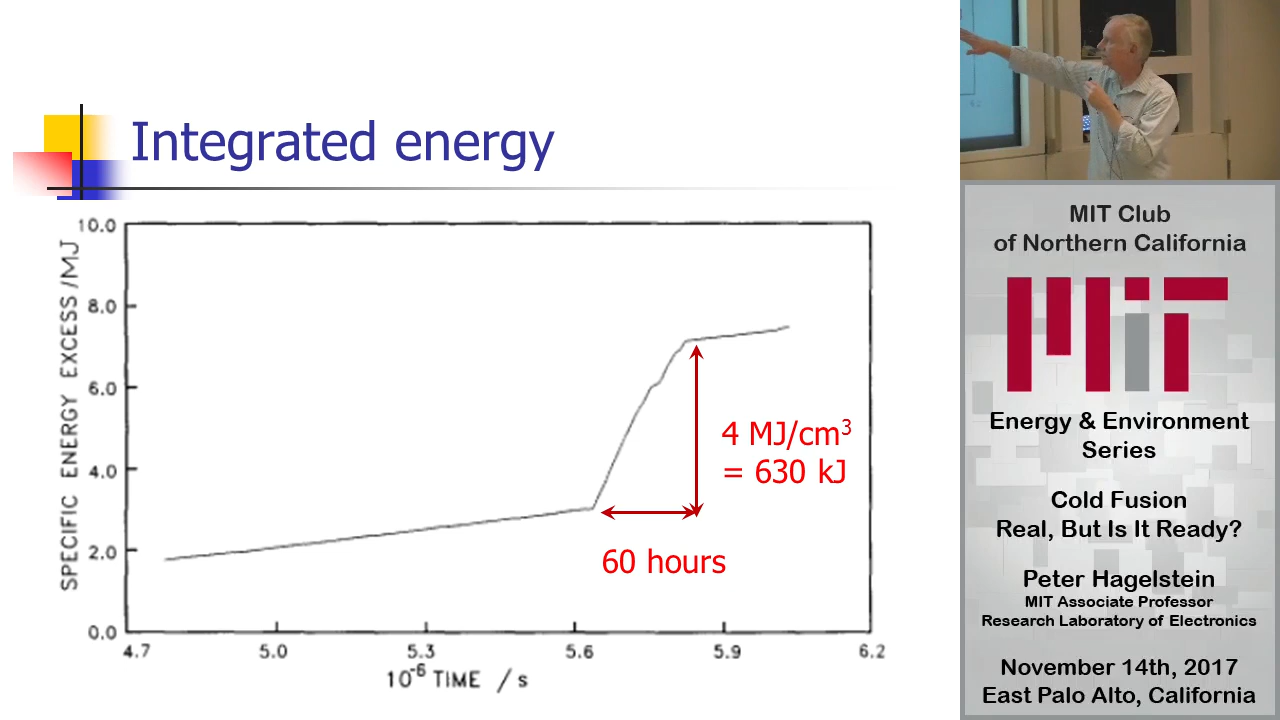 Integrated energy
SPECIFIC ENERGY EXCESS/MJ
10.0
8.0
6.0
4.0
2.0
0.0
4.7 5.0 5.3 5.6 5.9 6.2
10⁻⁶ TIME / s
4 MJ/cm³
= 630 kJ
60 hours
MIT Club
of Northern California
MIT
Energy & Environment
Series
Cold Fusion
Real, But Is It Ready?
Peter Hagelstein
MIT Associate Professor
Research Laboratory of Electronics
November 14th, 2017
East Palo Alto, California